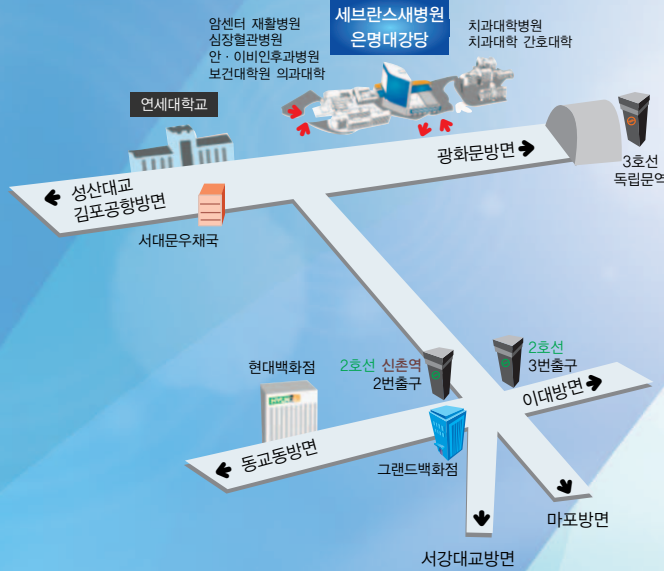 암센터 재활병원
심장혈관병원
안 · 이비인후과병원
보건대학원 의과대학
세브란스새병원
은명대강당
치과대학병원
치과대학 간호대학
연세대학교
광화문방면
3호선
독립문역
성산대교
김포공항방면
서대문우체국
현대백화점
2호선 신촌역
2번출구
2호선
3번출구
이대방면
동교동방면
그랜드백화점
마포방면
서강대교방면